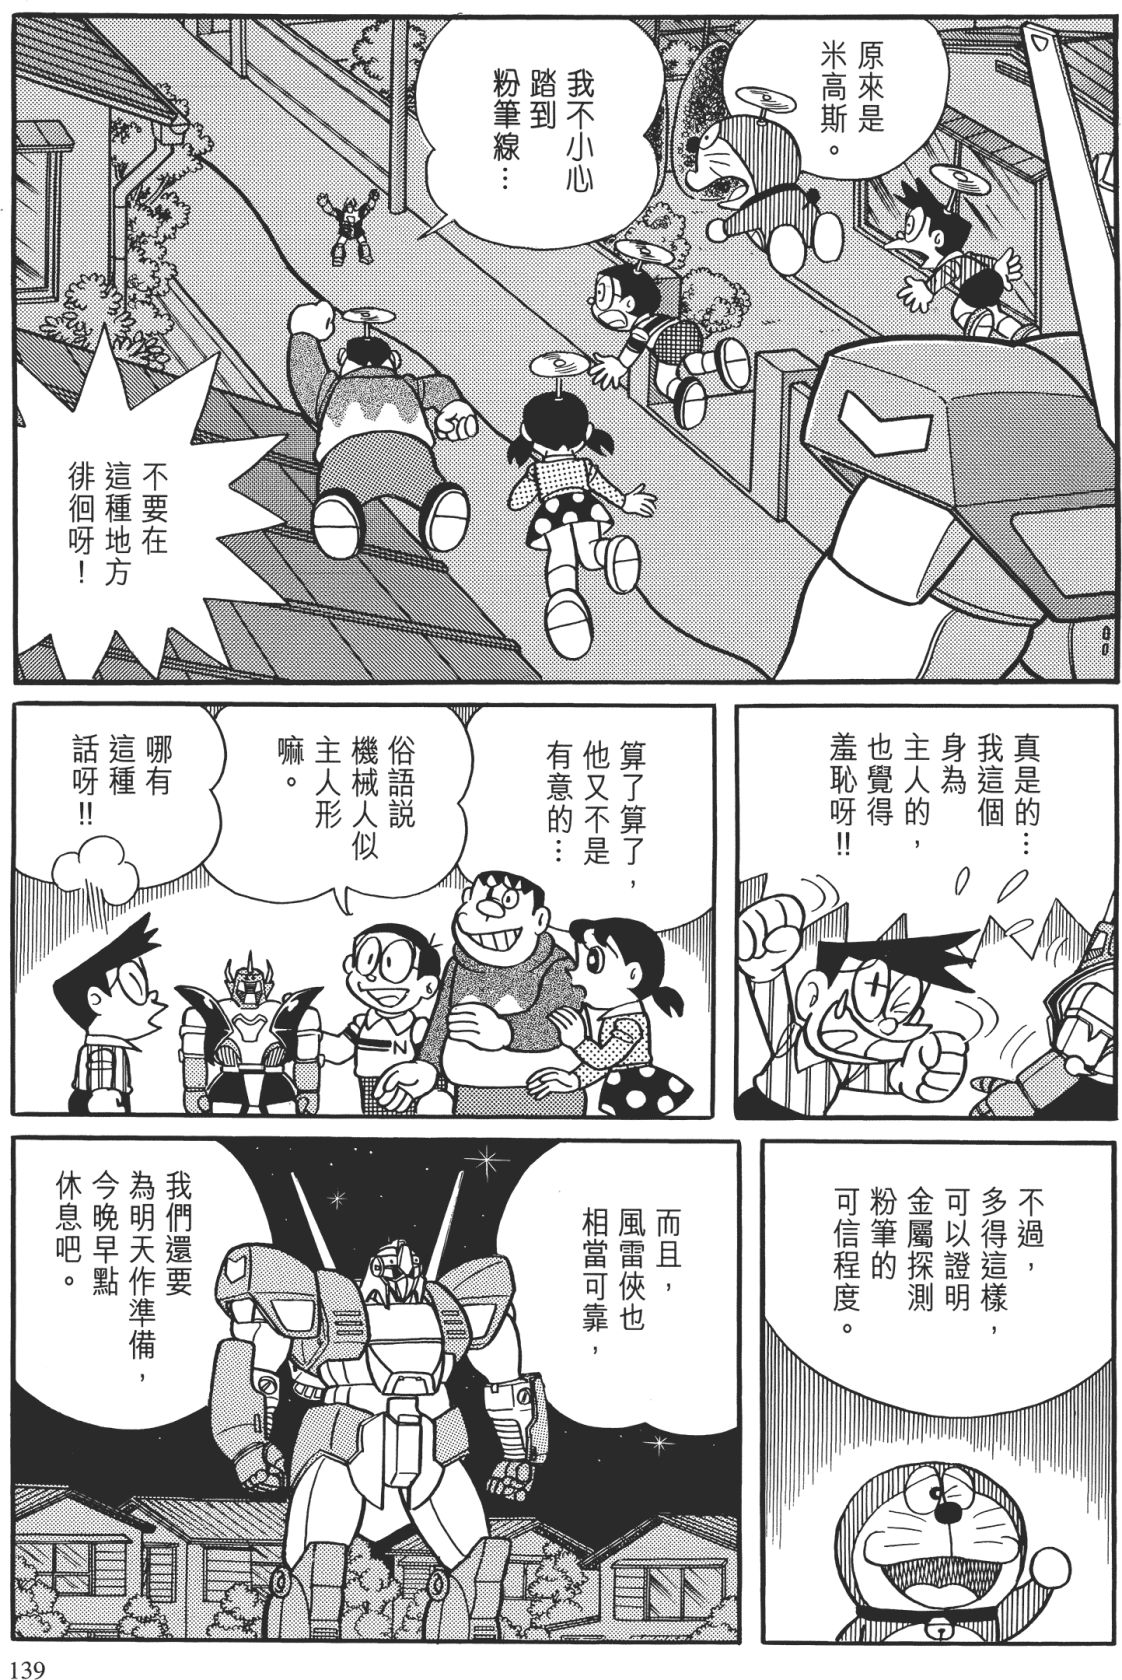 原來是
米高斯。
我不小心
踏到
粉筆線…
不要在
這種地方
徘徊呀！
真是的…
我這個
身為
主人的，
也覺得
羞恥呀!!
算了算了，
他又不是
有意的…
俗語説
機械人似
主人形
嘛。
哪有
這種
話呀!!
不過，
多得這樣，
可以證明
金屬探測
粉筆的
可信程度。
而且，
風雷俠也
相當可靠，
我們還要
為明天作準備，
今晚早點
休息吧。
N
139